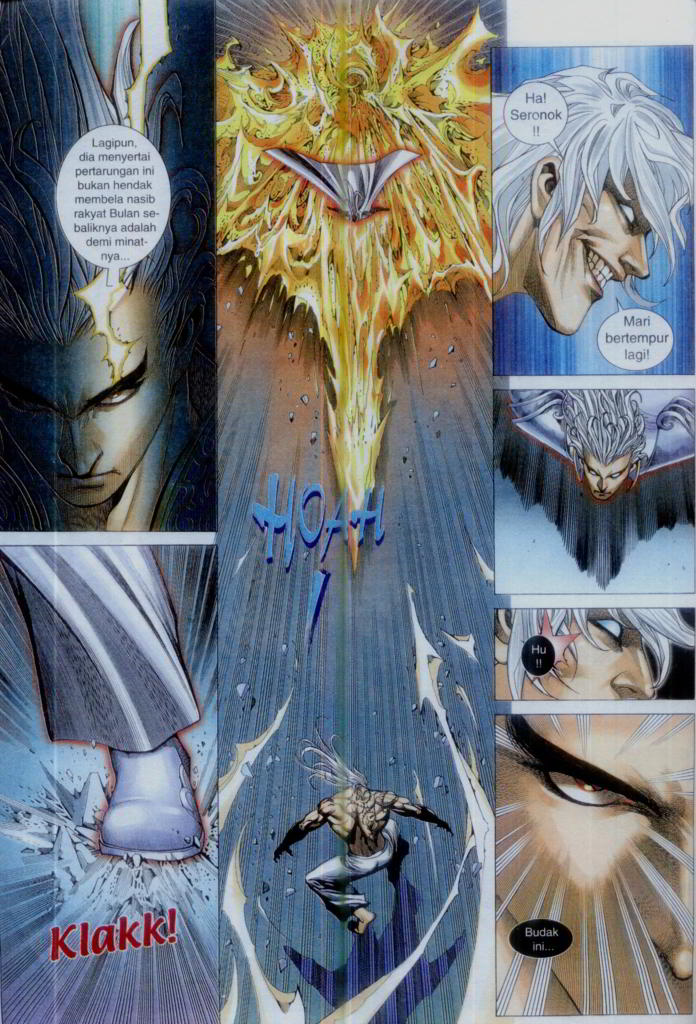 Ha!
Seronok
!!
Mari
bertempur
lagi!
Hu
!!
Budak
ini...
HOAH
!
Lagipun,
dia menyertai
pertarungan ini
bukan hendak
membela nasib
rakyat Bulan se-
baliknya adalah
demi minat-
nya...
Klakk!